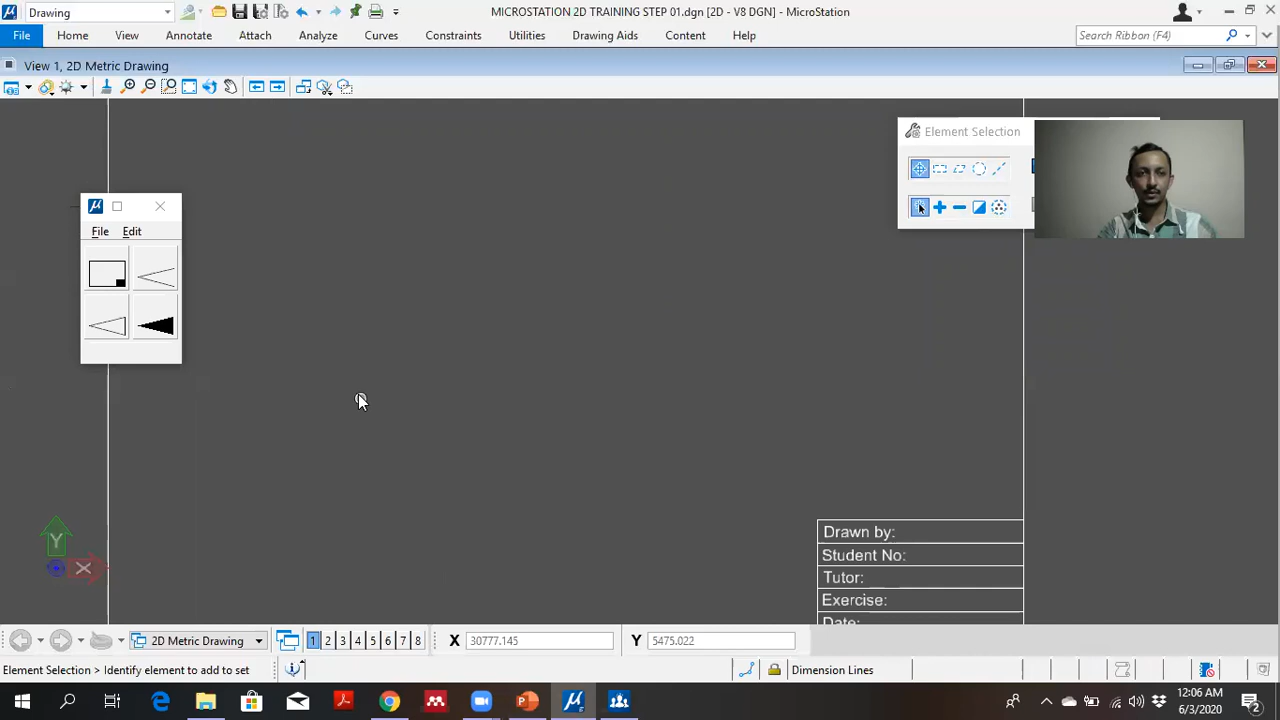 Drawing
MICROSTATION 2D TRAINING STEP 01.dgn [2D - V8 DGN] - MicroStation
File Home View Annotate Attach Analyze Curves Constraints Utilities Drawing Aids Content Help
Search Ribbon (F4)
View 1, 2D Metric Drawing
Element Selection
File Edit
Y
X
Drawn by:
Student No:
Tutor:
Exercise:
Date:
2D Metric Drawing
1 2 3 4 5 6 7 8
X 30777.145
Y 5475.022
Element Selection > Identify element to add to set
Dimension Lines
12:06 AM
6/3/2020
2